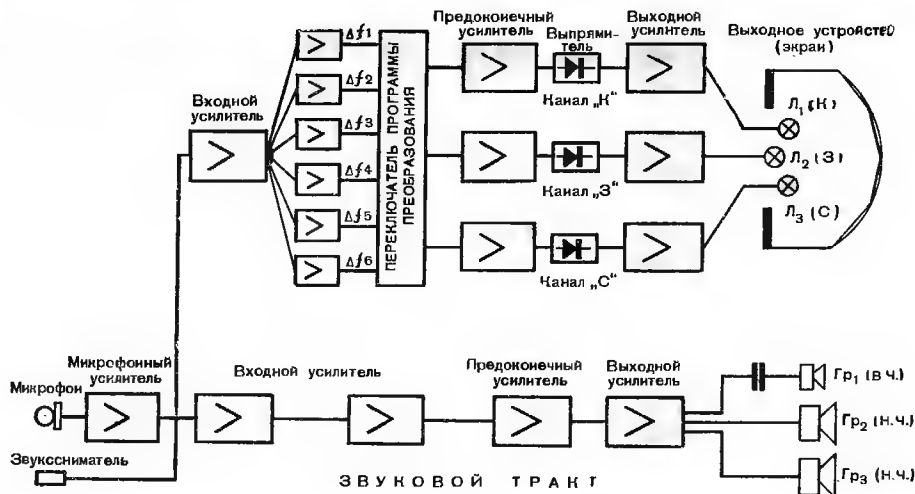 Предоконечный
усилитель
Выпрями-
тель
Выходной
усилитель
Выходное устройство
(экран)
Δf1
Δf2
Δf3
Δf4
Δf5
Δf6
Входной
усилитель
ПЕРЕКЛЮЧАТЕЛЬ ПРОГРАММЫ
ПРЕОБРАЗОВАНИЯ
Канал „К“
Канал „З“
Канал „С“
Л₁ (К)
Л₂ (З)
Л₃ (С)
Микрофонный
усилитель
Микрофон
Звукосниматель
Входной усилитель
Предоконечный
усилитель
Выходной
усилитель
Гр₁ (в ч.)
Гр₂ (н.ч.)
Гр₃ (н.ч.)
ЗВУКОВОЙ ТРАКТ